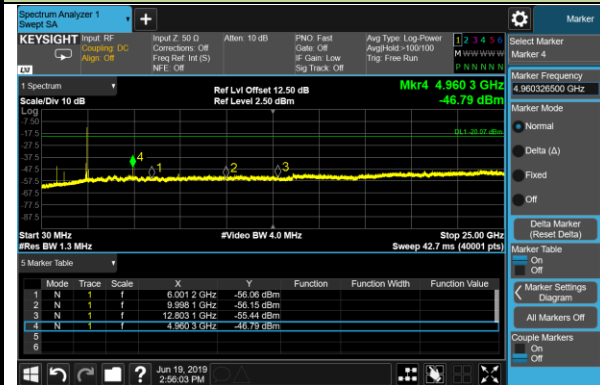 Spectrum Analyzer 1
Swept SA
+
Marker
KEYSIGHT
Input: RF
Coupling: DC
Align: Off
Input Z: 50 Ω
Corrections: Off
Freq Ref: Int (S)
NFE: Off
Atten: 10 dB
PNO: Fast
Gate: Off
IF Gain: Low
Sig Track: Off
Avg Type: Log-Power
Avg|Hold:>100/100
Trig: Free Run
1 2 3 4 5 6
M W W W W W
P N N N N N
LXI
Select Marker
Marker 4
Marker Frequency
4.960326500 GHz
Marker Mode
Normal
Delta (Δ)
Fixed
Off
Delta Marker
(Reset Delta)
Marker Table
On
Off
Marker Settings
Diagram
All Markers Off
Couple Markers
On
Off
1 Spectrum
Scale/Div 10 dB
Ref Lvl Offset 12.50 dB
Ref Level 2.50 dBm
Mkr4 4.960 3 GHz
-46.79 dBm
Log
-7.50
-17.5
-27.5
-37.5
-47.5
-57.5
-67.5
-77.5
-87.5
DL1 -20.07 dBm
4
1
2
3
Start 30 MHz
#Video BW 4.0 MHz
Stop 25.00 GHz
#Res BW 1.3 MHz
Sweep 42.7 ms (40001 pts)
5 Marker Table
Mode Trace Scale X Y Function Function Width Function Value
1 N 1 f 6.001 2 GHz -56.06 dBm
2 N 1 f 9.998 1 GHz -56.15 dBm
3 N 1 f 12.803 1 GHz -55.44 dBm
4 N 1 f 4.960 3 GHz -46.79 dBm
5
6
?
Jun 19, 2019
2:56:03 PM